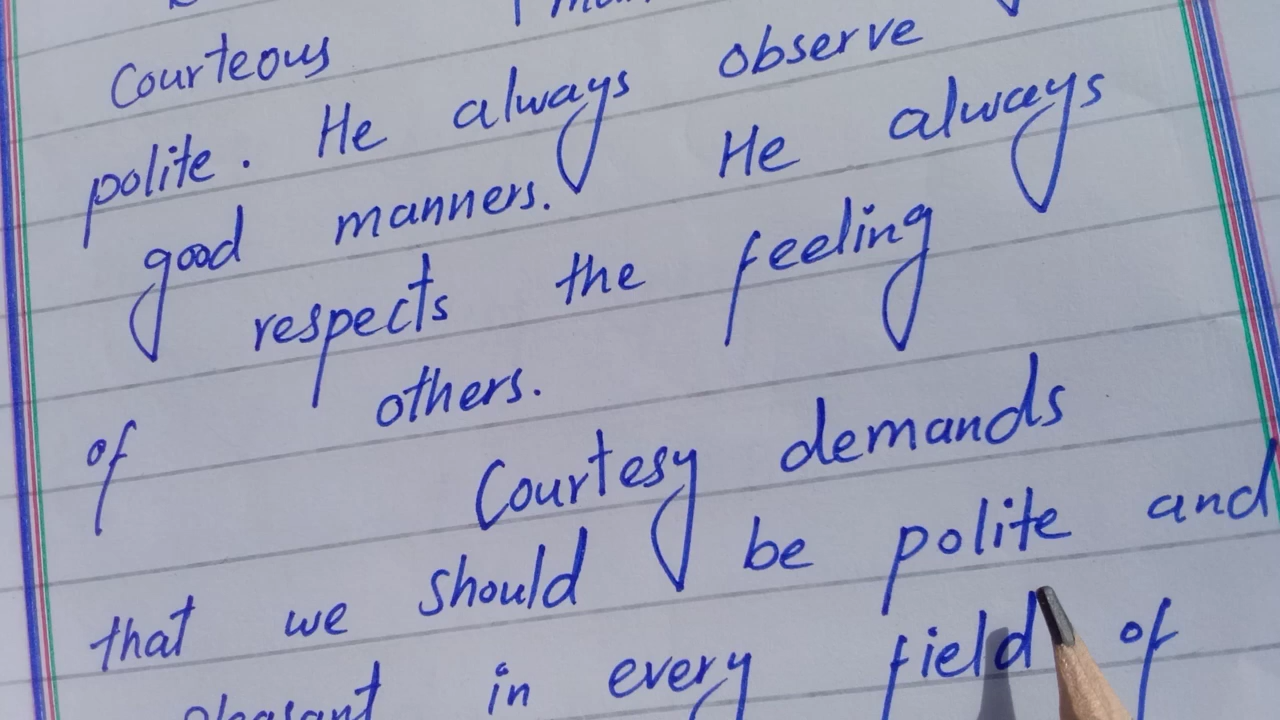 Courteous
polite. He always observe
good manners. He always
respects the feeling
of others.
Courtesy demands
that we should be polite and
pleasant in every field of